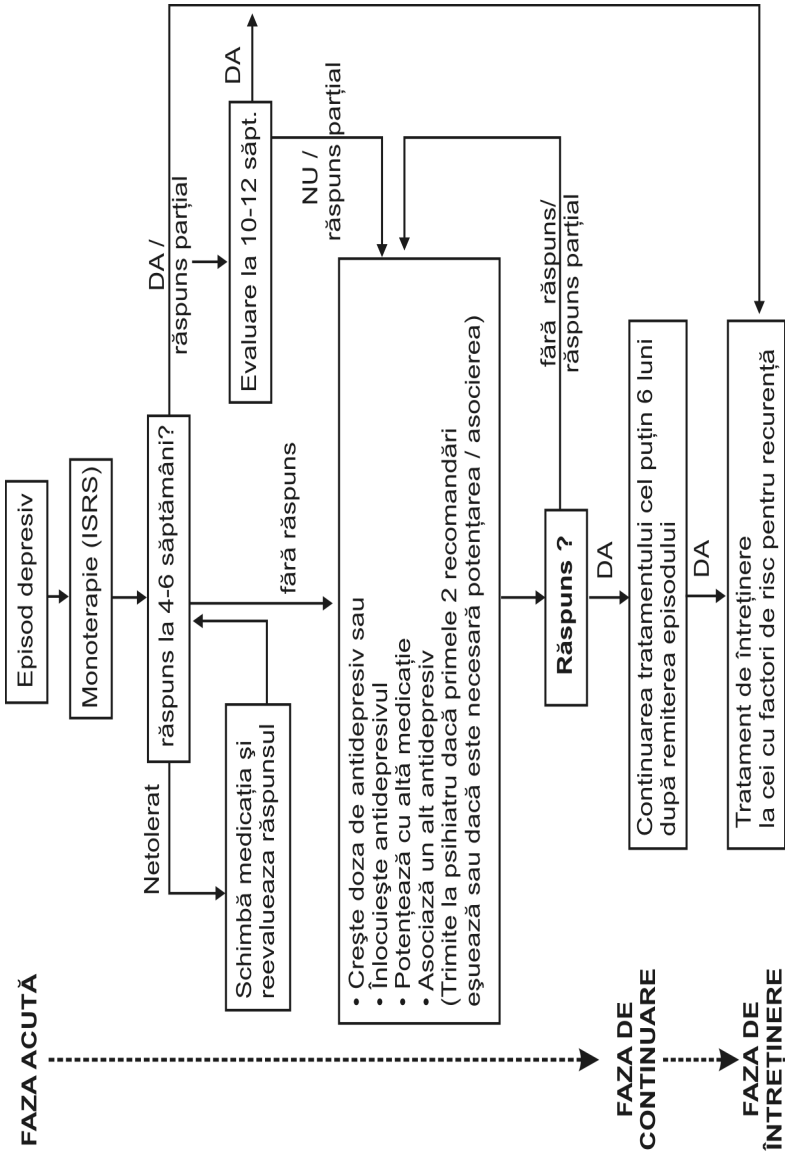 FAZA ACUTĂ
Episod depresiv
Monoterapie (ISRS)
răspuns la 4-6 săptămâni?
DA /
răspuns parțial
Netolerat
Schimbă medicația și
reevalueaza răspunsul
fără răspuns
Evaluare la 10-12 săpt.
DA
NU /
răspuns parțial
• Crește doza de antidepresiv sau
• Înlocuiește antidepresivul
• Potențează cu altă medicație
• Asociază un alt antidepresiv
(Trimite la psihiatru dacă primele 2 recomandări
eșuează sau dacă este necesară potențarea / asocierea)
Răspuns ?
fără răspuns/
răspuns parțial
DA
FAZA DE
CONTINUARE
Continuarea tratamentului cel puțin 6 luni
după remiterea episodului
DA
FAZA DE
ÎNTREȚINERE
Tratament de întreținere
la cei cu factori de risc pentru recurență